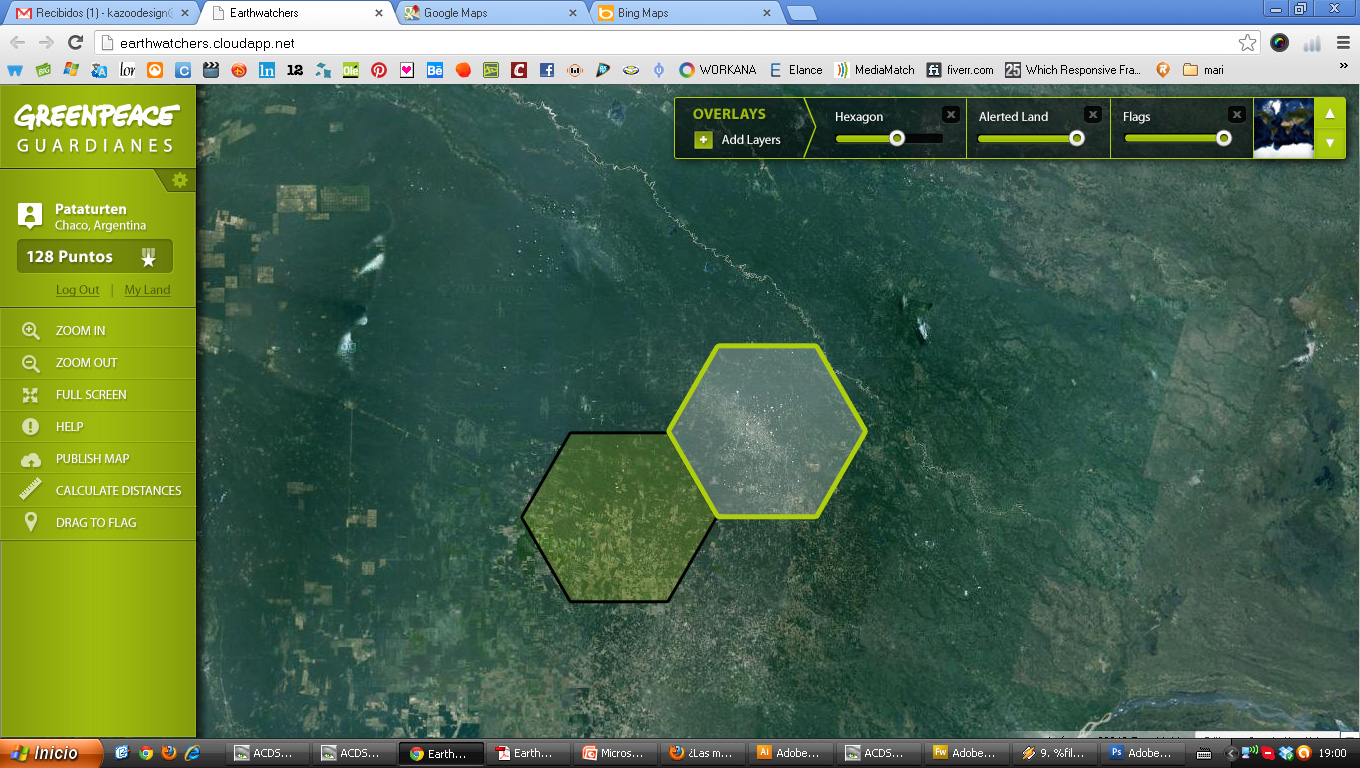 Recibidos (1) - kazoodesign@
Earthwatchers
Google Maps
Bing Maps
earthwatchers.cloudapp.net
WORKANA
Elance
MediaMatch
fiverr.com
Which Responsive Fra...
mari
GREENPEACE
GUARDIANES
Pataturten
Chaco, Argentina
128 Puntos
Log Out | My Land
ZOOM IN
ZOOM OUT
FULL SCREEN
HELP
PUBLISH MAP
CALCULATE DISTANCES
DRAG TO FLAG
OVERLAYS
Add Layers
Hexagon
Alerted Land
Flags
Inicio
ACDS...
ACDS...
Earth...
Earth...
Micros...
¿Las m...
Adobe...
ACDS...
Adobe...
9. %fil...
Adobe...
19:00